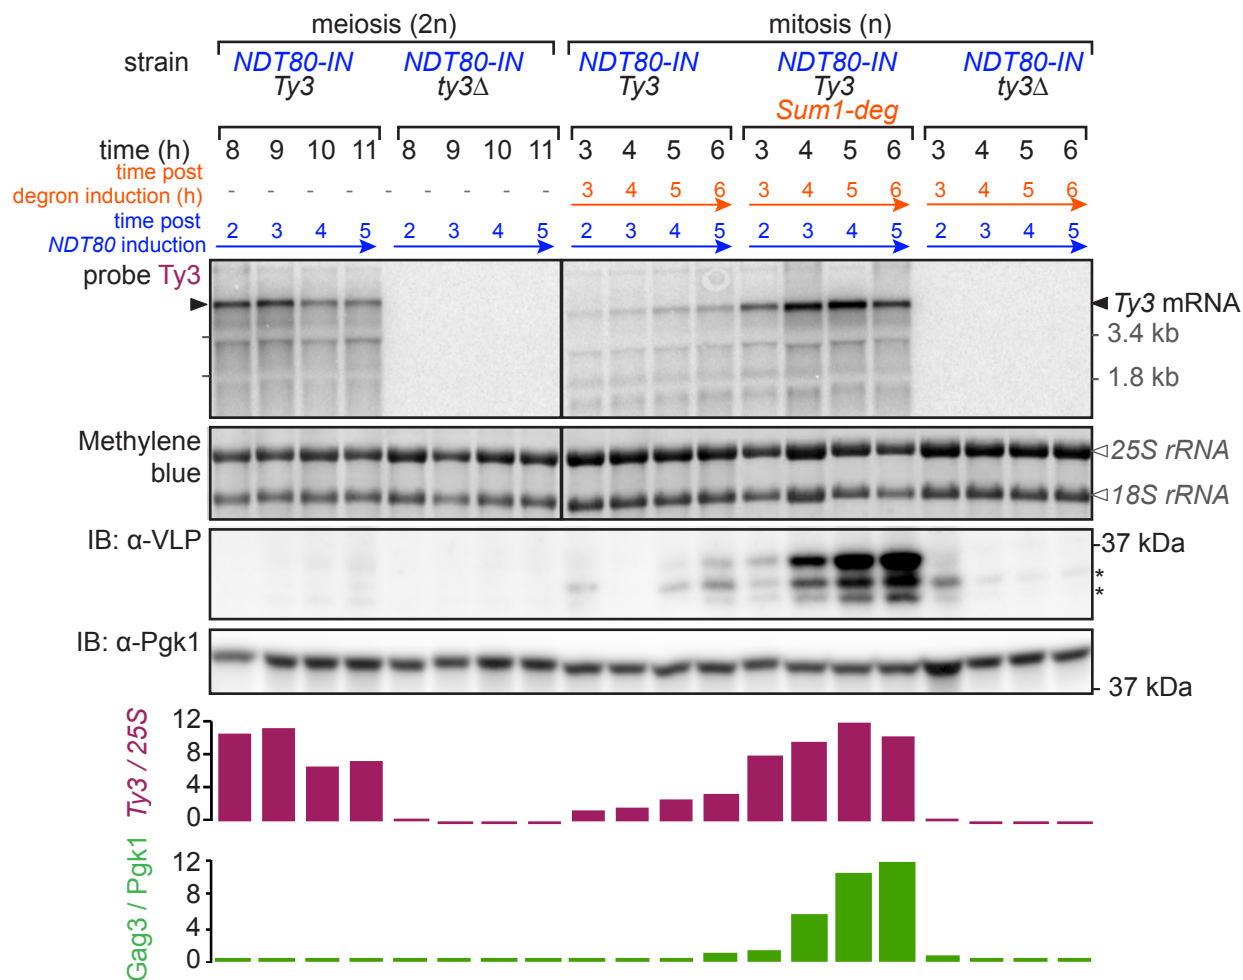 meiosis (2n) mitosis (n)
strain NDT80-IN NDT80-IN NDT80-IN NDT80-IN NDT80-IN
Ty3 ty3Δ Ty3 Ty3 ty3Δ
Sum1-deg
time (h) 8 9 10 11 8 9 10 11 3 4 5 6 3 4 5 6 3 4 5 6
time post
degron induction (h) - - - - - - - - 3 4 5 6 3 4 5 6 3 4 5 6
time post
NDT80 induction 2 3 4 5 2 3 4 5 2 3 4 5 2 3 4 5 2 3 4 5
probe Ty3
Ty3 mRNA
- 3.4 kb
- 1.8 kb
Methylene
blue
25S rRNA
18S rRNA
IB: α-VLP
-37 kDa
*
*
IB: α-Pgk1
- 37 kDa
Ty3 / 25S
12
8
4
0
Gag3 / Pgk1
12
8
4
0